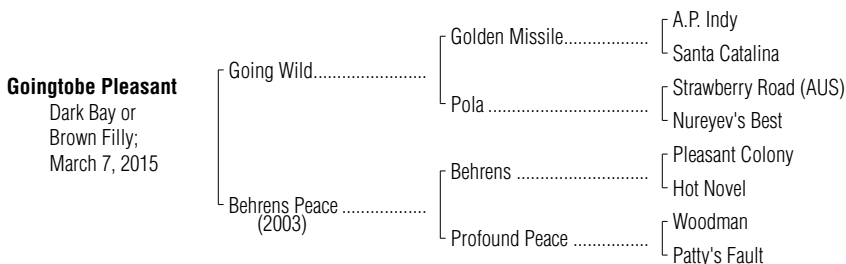 Goingtobe Pleasant
Dark Bay or
Brown Filly;
March 7, 2015
Going Wild.......................
Behrens Peace .................
(2003)
Golden Missile.................
Pola ................................
Behrens ..........................
Profound Peace ...............
A.P. Indy
Santa Catalina
Strawberry Road (AUS)
Nureyev's Best
Pleasant Colony
Hot Novel
Woodman
Patty's Fault